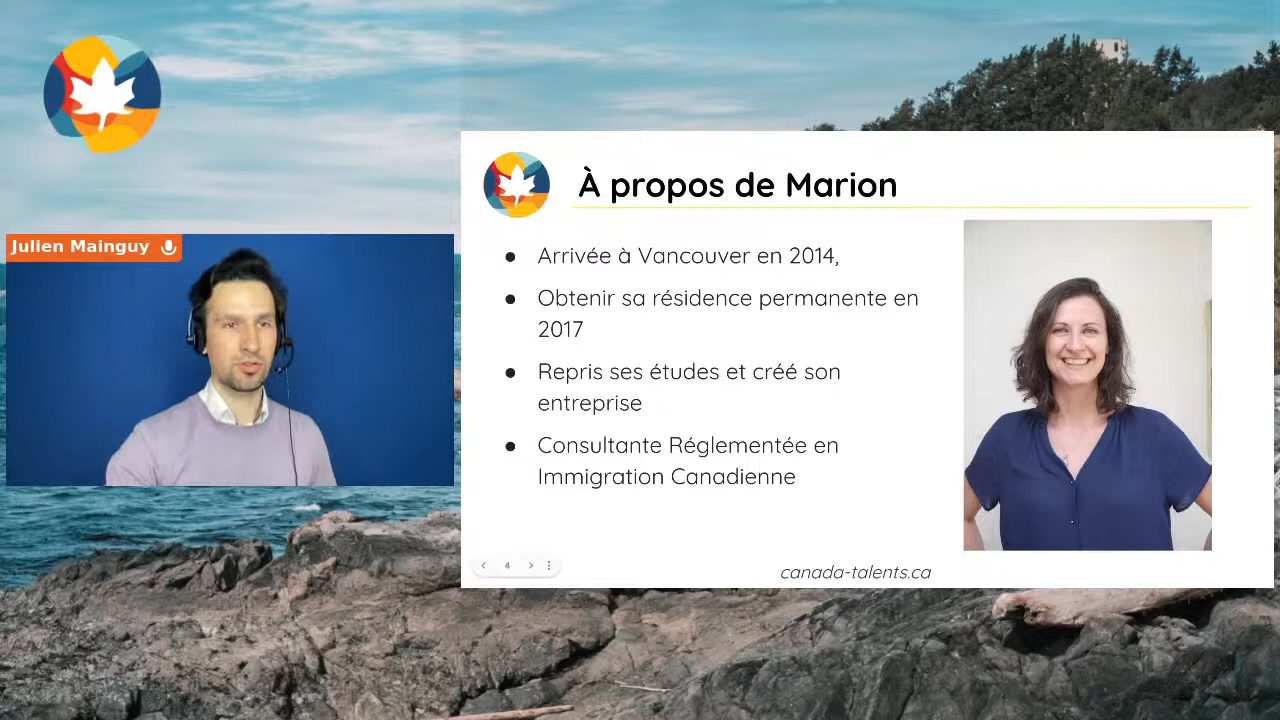 À propos de Marion
Julien Mainguy
Arrivée à Vancouver en 2014,
Obtenir sa résidence permanente en
2017
Repris ses études et créé son
entreprise
Consultante Réglementée en
Immigration Canadienne
4
canada-talents.ca